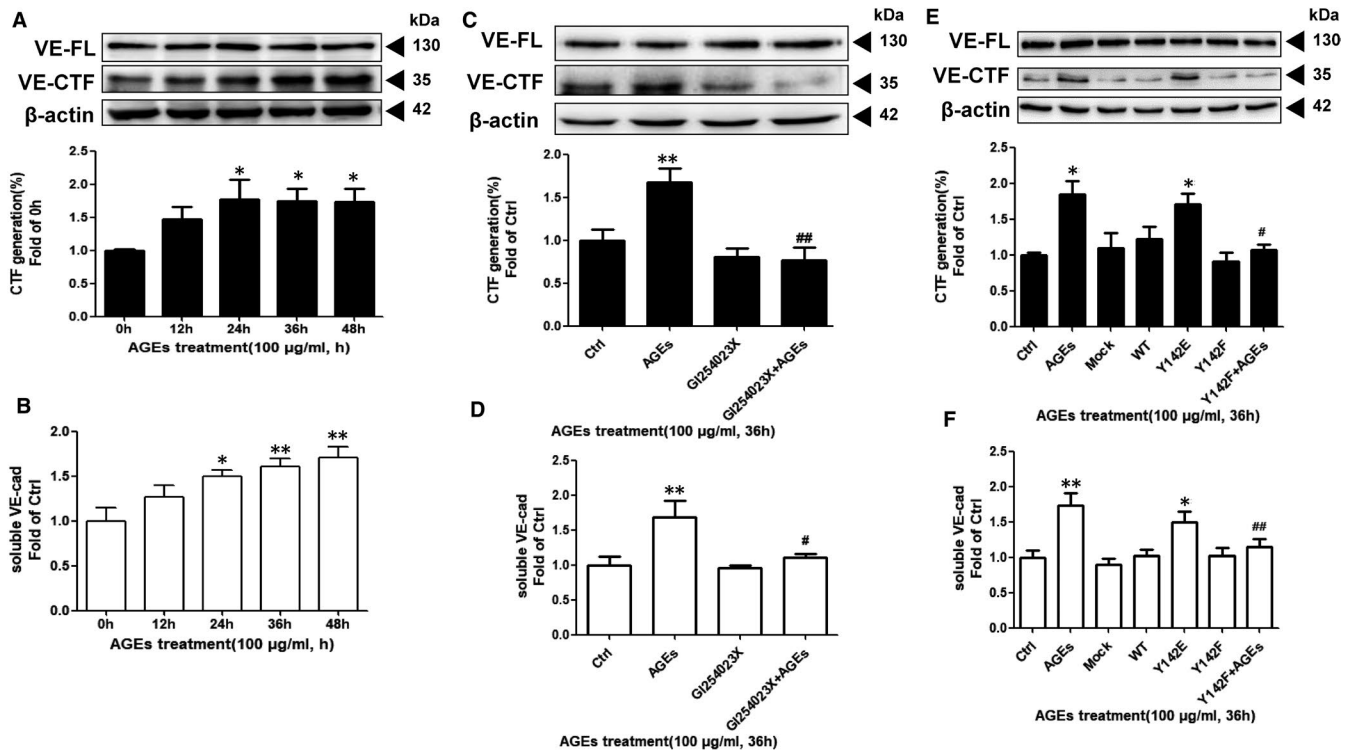 A
kDa
VE-FL
130
VE-CTF
35
β-actin
42
CTF generation(%)
Fold of 0h
2.5
2.0
1.5
1.0
0.5
0.0
* * *
0h 12h 24h 36h 48h
AGEs treatment(100 µg/ml, h)
B
soluble VE-cad
Fold of Ctrl
2.0
1.5
1.0
0.5
0.0
* ** **
0h 12h 24h 36h 48h
AGEs treatment(100 µg/ml, h)
C
kDa
VE-FL
130
VE-CTF
35
β-actin
42
CTF generation(%)
Fold of Ctrl
2.0
1.5
1.0
0.5
0.0
** ##
Ctrl
AGEs
GI254023X
GI254023X+AGEs
AGEs treatment(100 µg/ml, 36h)
D
soluble VE-cad
Fold of Ctrl
2.5
2.0
1.5
1.0
0.5
0.0
** #
Ctrl
AGEs
GI254023X
GI254023X+AGEs
AGEs treatment(100 µg/ml, 36h)
E
kDa
VE-FL
130
VE-CTF
35
β-actin
42
CTF generation(%)
Fold of Ctrl
2.5
2.0
1.5
1.0
0.5
0.0
* * #
Ctrl
AGEs
Mock
WT
Y142E
Y142F
Y142F+AGEs
AGEs treatment(100 µg/ml, 36h)
F
soluble VE-cad
Fold of Ctrl
2.5
2.0
1.5
1.0
0.5
0.0
** * ##
Ctrl
AGEs
Mock
WT
Y142E
Y142F
Y142F+AGEs
AGEs treatment(100 µg/ml, 36h)